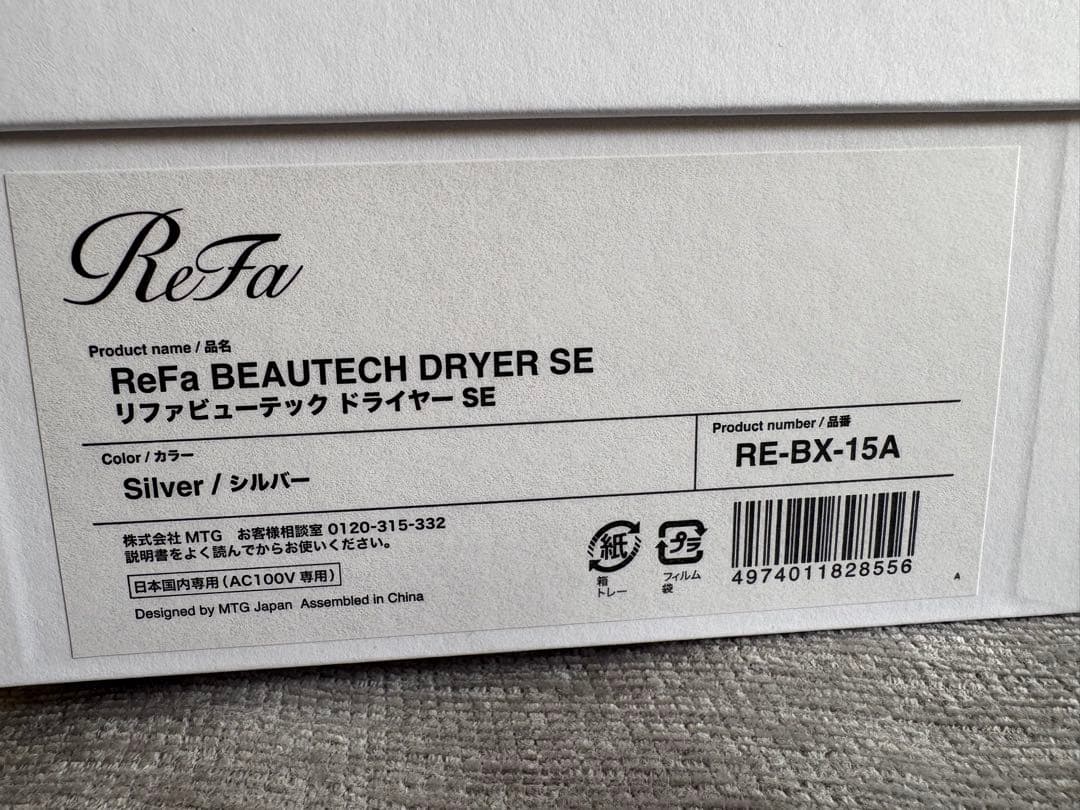 ReFa
Product name / 品名
ReFa BEAUTECH DRYER SE
リファビューテック ドライヤー SE
Color / カラー
Silver / シルバー
Product number / 品番
RE-BX-15A
株式会社 MTG お客様相談室 0120-315-332
説明書をよく読んでからお使いください。
日本国内専用(AC100V 専用)
Designed by MTG Japan Assembled in China
紙
箱
トレー
プラ
フィルム
袋
4974011828556
A